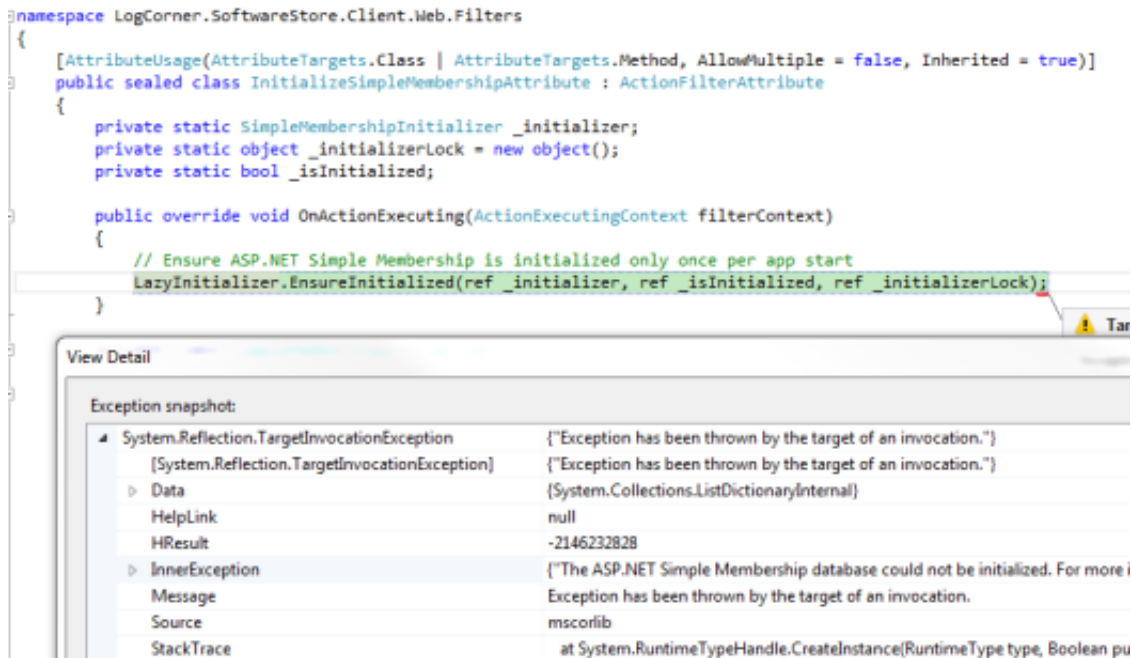 namespace LogCorner.SoftwareStore.Client.Web.Filters
{
[AttributeUsage(AttributeTargets.Class | AttributeTargets.Method, AllowMultiple = false, Inherited = true)]
public sealed class InitializeSimpleMembershipAttribute : ActionFilterAttribute
{
private static SimpleMembershipInitializer _initializer;
private static object _initializerLock = new object();
private static bool _isInitialized;
public override void OnActionExecuting(ActionExecutingContext filterContext)
{
// Ensure ASP.NET Simple Membership is initialized only once per app start
LazyInitializer.EnsureInitialized(ref _initializer, ref _isInitialized, ref _initializerLock);
}
Tar
View Detail
Exception snapshot:
System.Reflection.TargetInvocationException {"Exception has been thrown by the target of an invocation."}
[System.Reflection.TargetInvocationException] {"Exception has been thrown by the target of an invocation."}
Data {System.Collections.ListDictionaryInternal}
HelpLink null
HResult -2146232828
InnerException {"The ASP.NET Simple Membership database could not be initialized. For more i
Message Exception has been thrown by the target of an invocation.
Source mscorlib
StackTrace at System.RuntimeTypeHandle.CreateInstance(RuntimeType type, Boolean pu